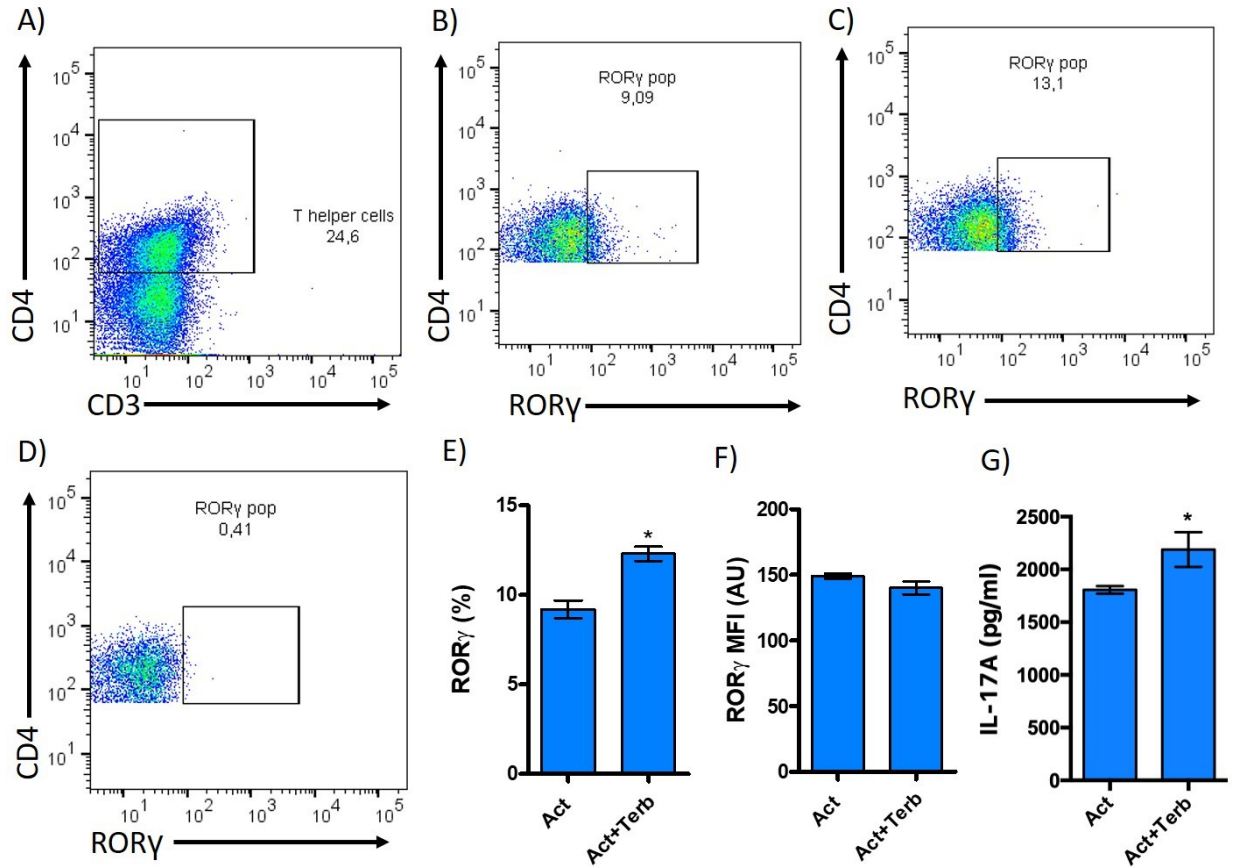 A)
10⁵
10⁴
10³
10²
10¹
T helper cells
24,6
10¹ 10² 10³ 10⁴ 10⁵
CD4
CD3
B)
10⁵
10⁴
10³
10²
10¹
RORγ pop
9,09
10¹ 10² 10³ 10⁴ 10⁵
CD4
RORγ
C)
10⁵
10⁴
10³
10²
10¹
RORγ pop
13,1
10¹ 10² 10³ 10⁴ 10⁵
CD4
RORγ
D)
10⁵
10⁴
10³
10²
10¹
RORγ pop
0,41
10¹ 10² 10³ 10⁴ 10⁵
CD4
RORγ
E)
RORγ (%)
15
10
5
0
*
Act
Act+Terb
F)
RORγ MFI (AU)
200
150
100
50
0
Act
Act+Terb
G)
IL-17A (pg/ml)
2500
2000
1500
1000
500
0
*
Act
Act+Terb